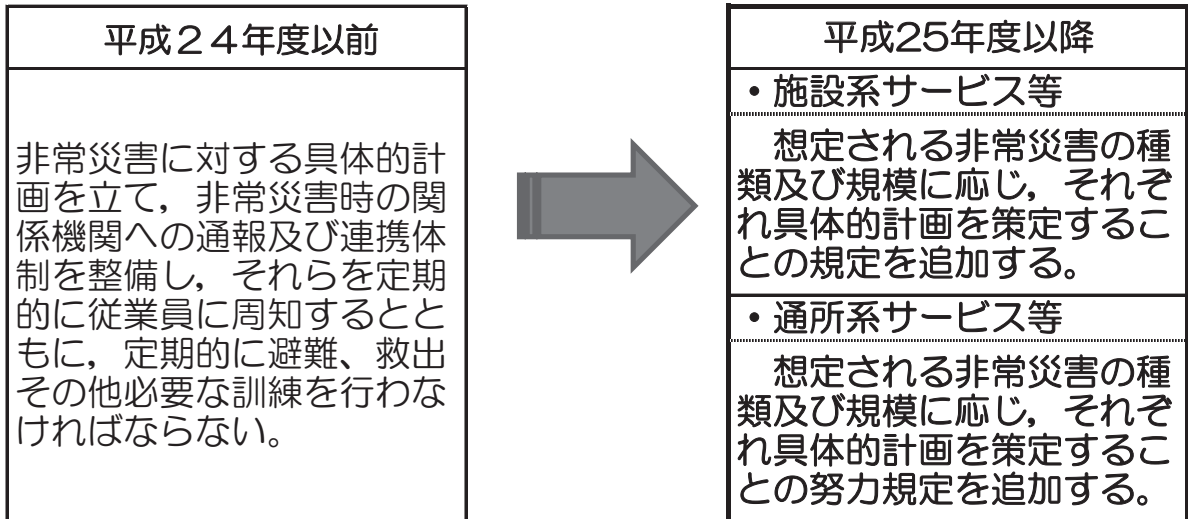 平成２４年度以前
非常災害に対する具体的計
画を立て，非常災害時の関
係機関への通報及び連携体
制を整備し，それらを定期
的に従業員に周知するとと
もに，定期的に避難、救出
その他必要な訓練を行わな
ければならない。
平成25年度以降
・施設系サービス等
　想定される非常災害の種
類及び規模に応じ，それぞ
れ具体的計画を策定するこ
との規定を追加する。
・通所系サービス等
　想定される非常災害の種
類及び規模に応じ，それぞ
れ具体的計画を策定するこ
との努力規定を追加する。